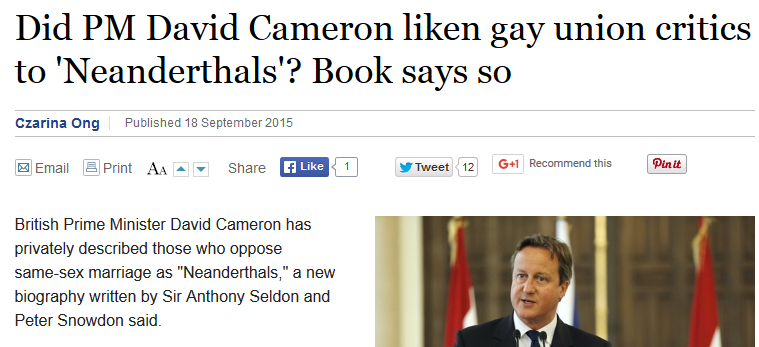 Did PM David Cameron liken gay union critics
to 'Neanderthals'? Book says so
Czarina Ong Published 18 September 2015
Email Print AA Share Like 1 Tweet 12 G+1 Recommend this Pinit
British Prime Minister David Cameron has
privately described those who oppose
same-sex marriage as "Neanderthals," a new
biography written by Sir Anthony Seldon and
Peter Snowdon said.